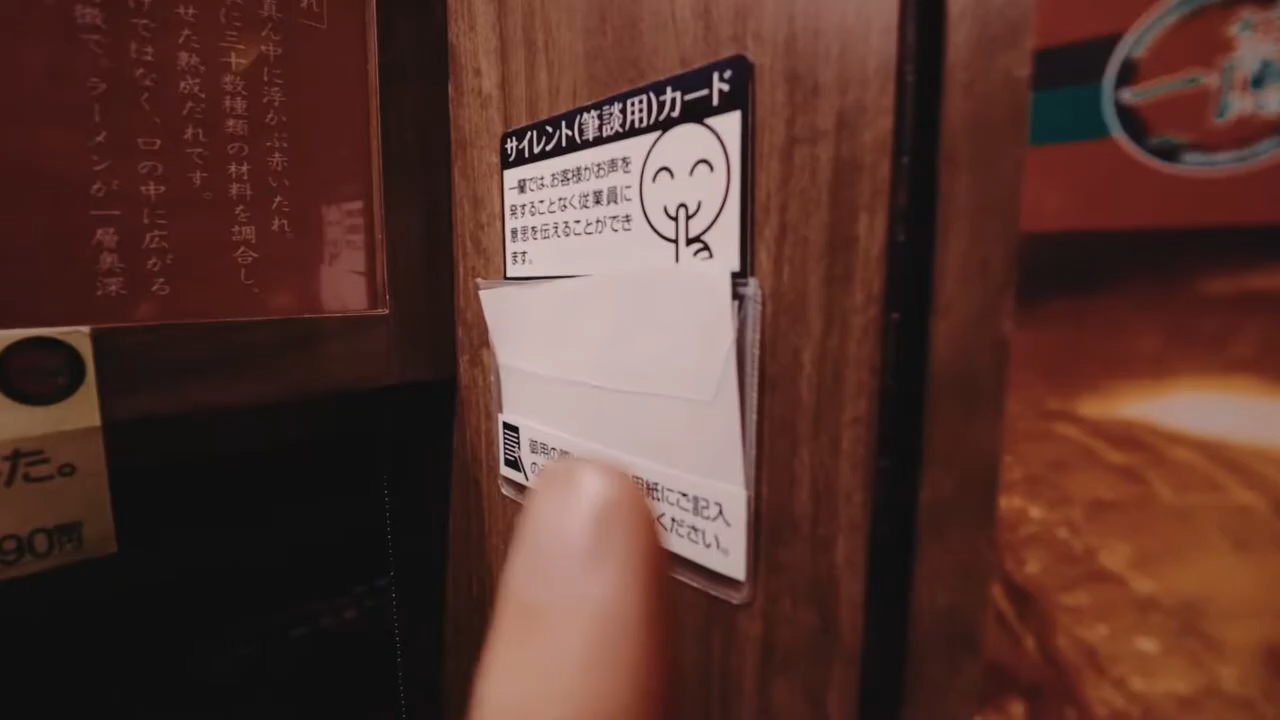 サイレント(筆談用)カード
一蘭では、お客様がお声を
発することなく従業員に
意思を伝えることができ
ます。
御用の
用紙にご記入
ください。
真ん中に浮かぶ赤いたれ。
に三十数種類の材料を調合し、
せた熟成だれです。
けではなく、口の中に広がる
徴で、ラーメンが一層奥深
た。
90円
一蘭